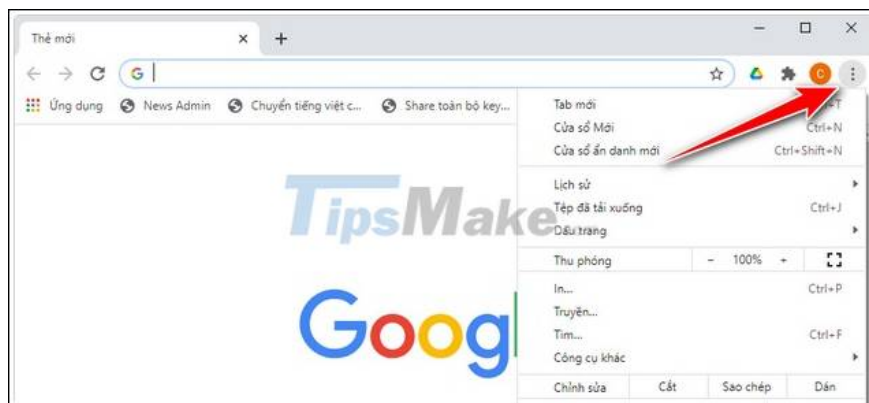 Thẻ mới
G
C
Ứng dụng News Admin Chuyển tiếng việt c... Share toàn bộ key...
Tab mới
Cửa sổ Mới Ctrl+N
Cửa sổ ẩn danh mới Ctrl+Shift+N
Lịch sử
Tệp đã tải xuống Ctrl+J
Dấu trang
TipsMake
Thu phóng - 100% +
In... Ctrl+P
Truyền...
Tìm... Ctrl+F
Công cụ khác
Chỉnh sửa Cắt Sao chép Dán
Goog